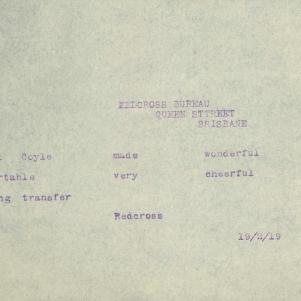 REDCROSS BUREAU
QUEEN STTREET
BRISBANE
Coyle made wonderful
rtable very cheerful
ng transfer
Redcross
19/2/19